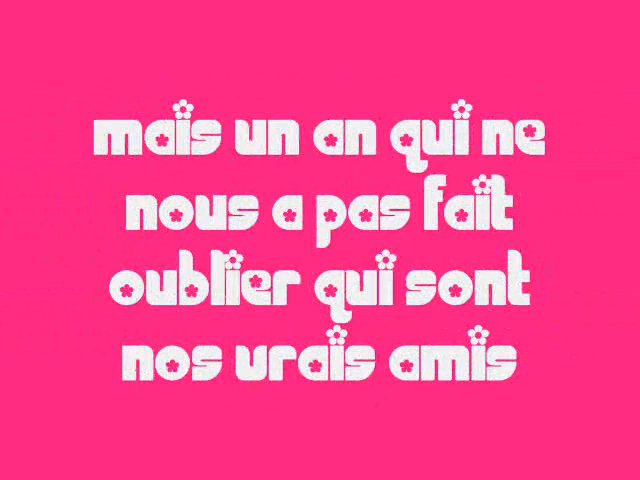 mais un an qui ne
nous a pas fait
oublier qui sont
nos vrais amis